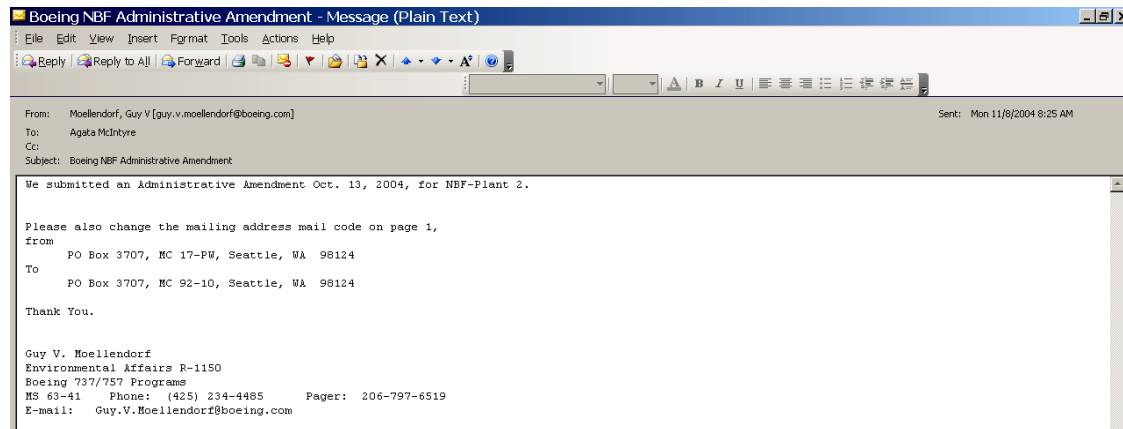 Boeing NBF Administrative Amendment - Message (Plain Text)
File Edit View Insert Format Tools Actions Help
Reply Reply to All Forward
A B I U
From: Moellendorf, Guy V [guy.v.moellendorf@boeing.com] Sent: Mon 11/8/2004 8:25 AM
To: Agata McIntyre
Cc:
Subject: Boeing NBF Administrative Amendment
We submitted an Administrative Amendment Oct. 13, 2004, for NBF-Plant 2.
Please also change the mailing address mail code on page 1,
from
PO Box 3707, MC 17-PW, Seattle, WA 98124
To
PO Box 3707, MC 92-10, Seattle, WA 98124
Thank You.
Guy V. Moellendorf
Environmental Affairs R-1150
Boeing 737/757 Programs
MS 63-41 Phone: (425) 234-4485 Pager: 206-797-6519
E-mail: Guy.V.Moellendorf@boeing.com